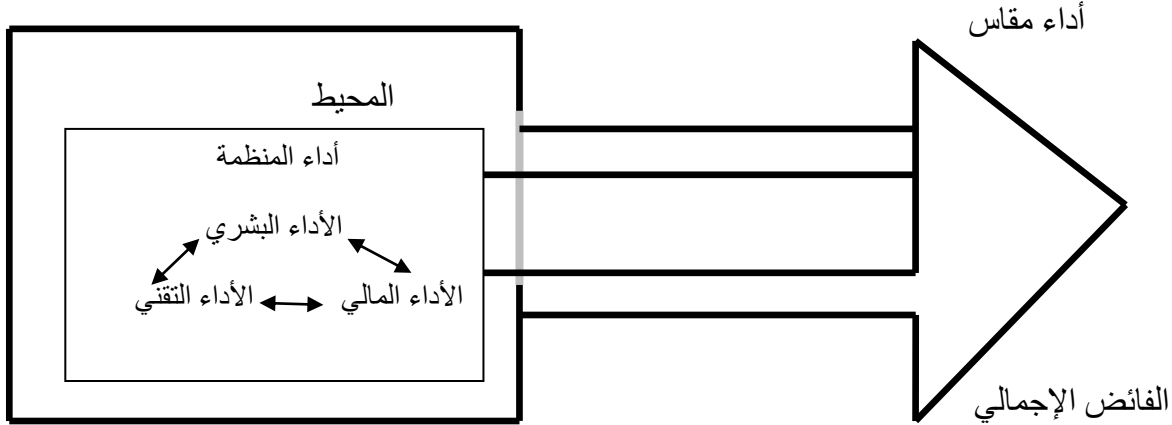 أداء مقاس
المحيط
أداء المنظمة
الأداء البشري
الأداء المالي
الأداء التقني
الفائض الإجمالي